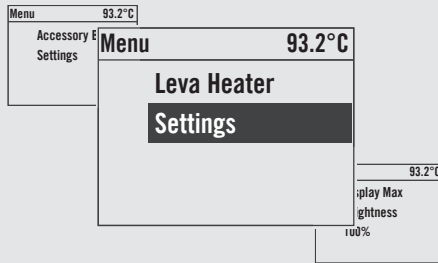 Menu 93.2°C
Accessory
Settings
Menu 93.2°C
Leva Heater
Settings
93.2°C
Max
100%